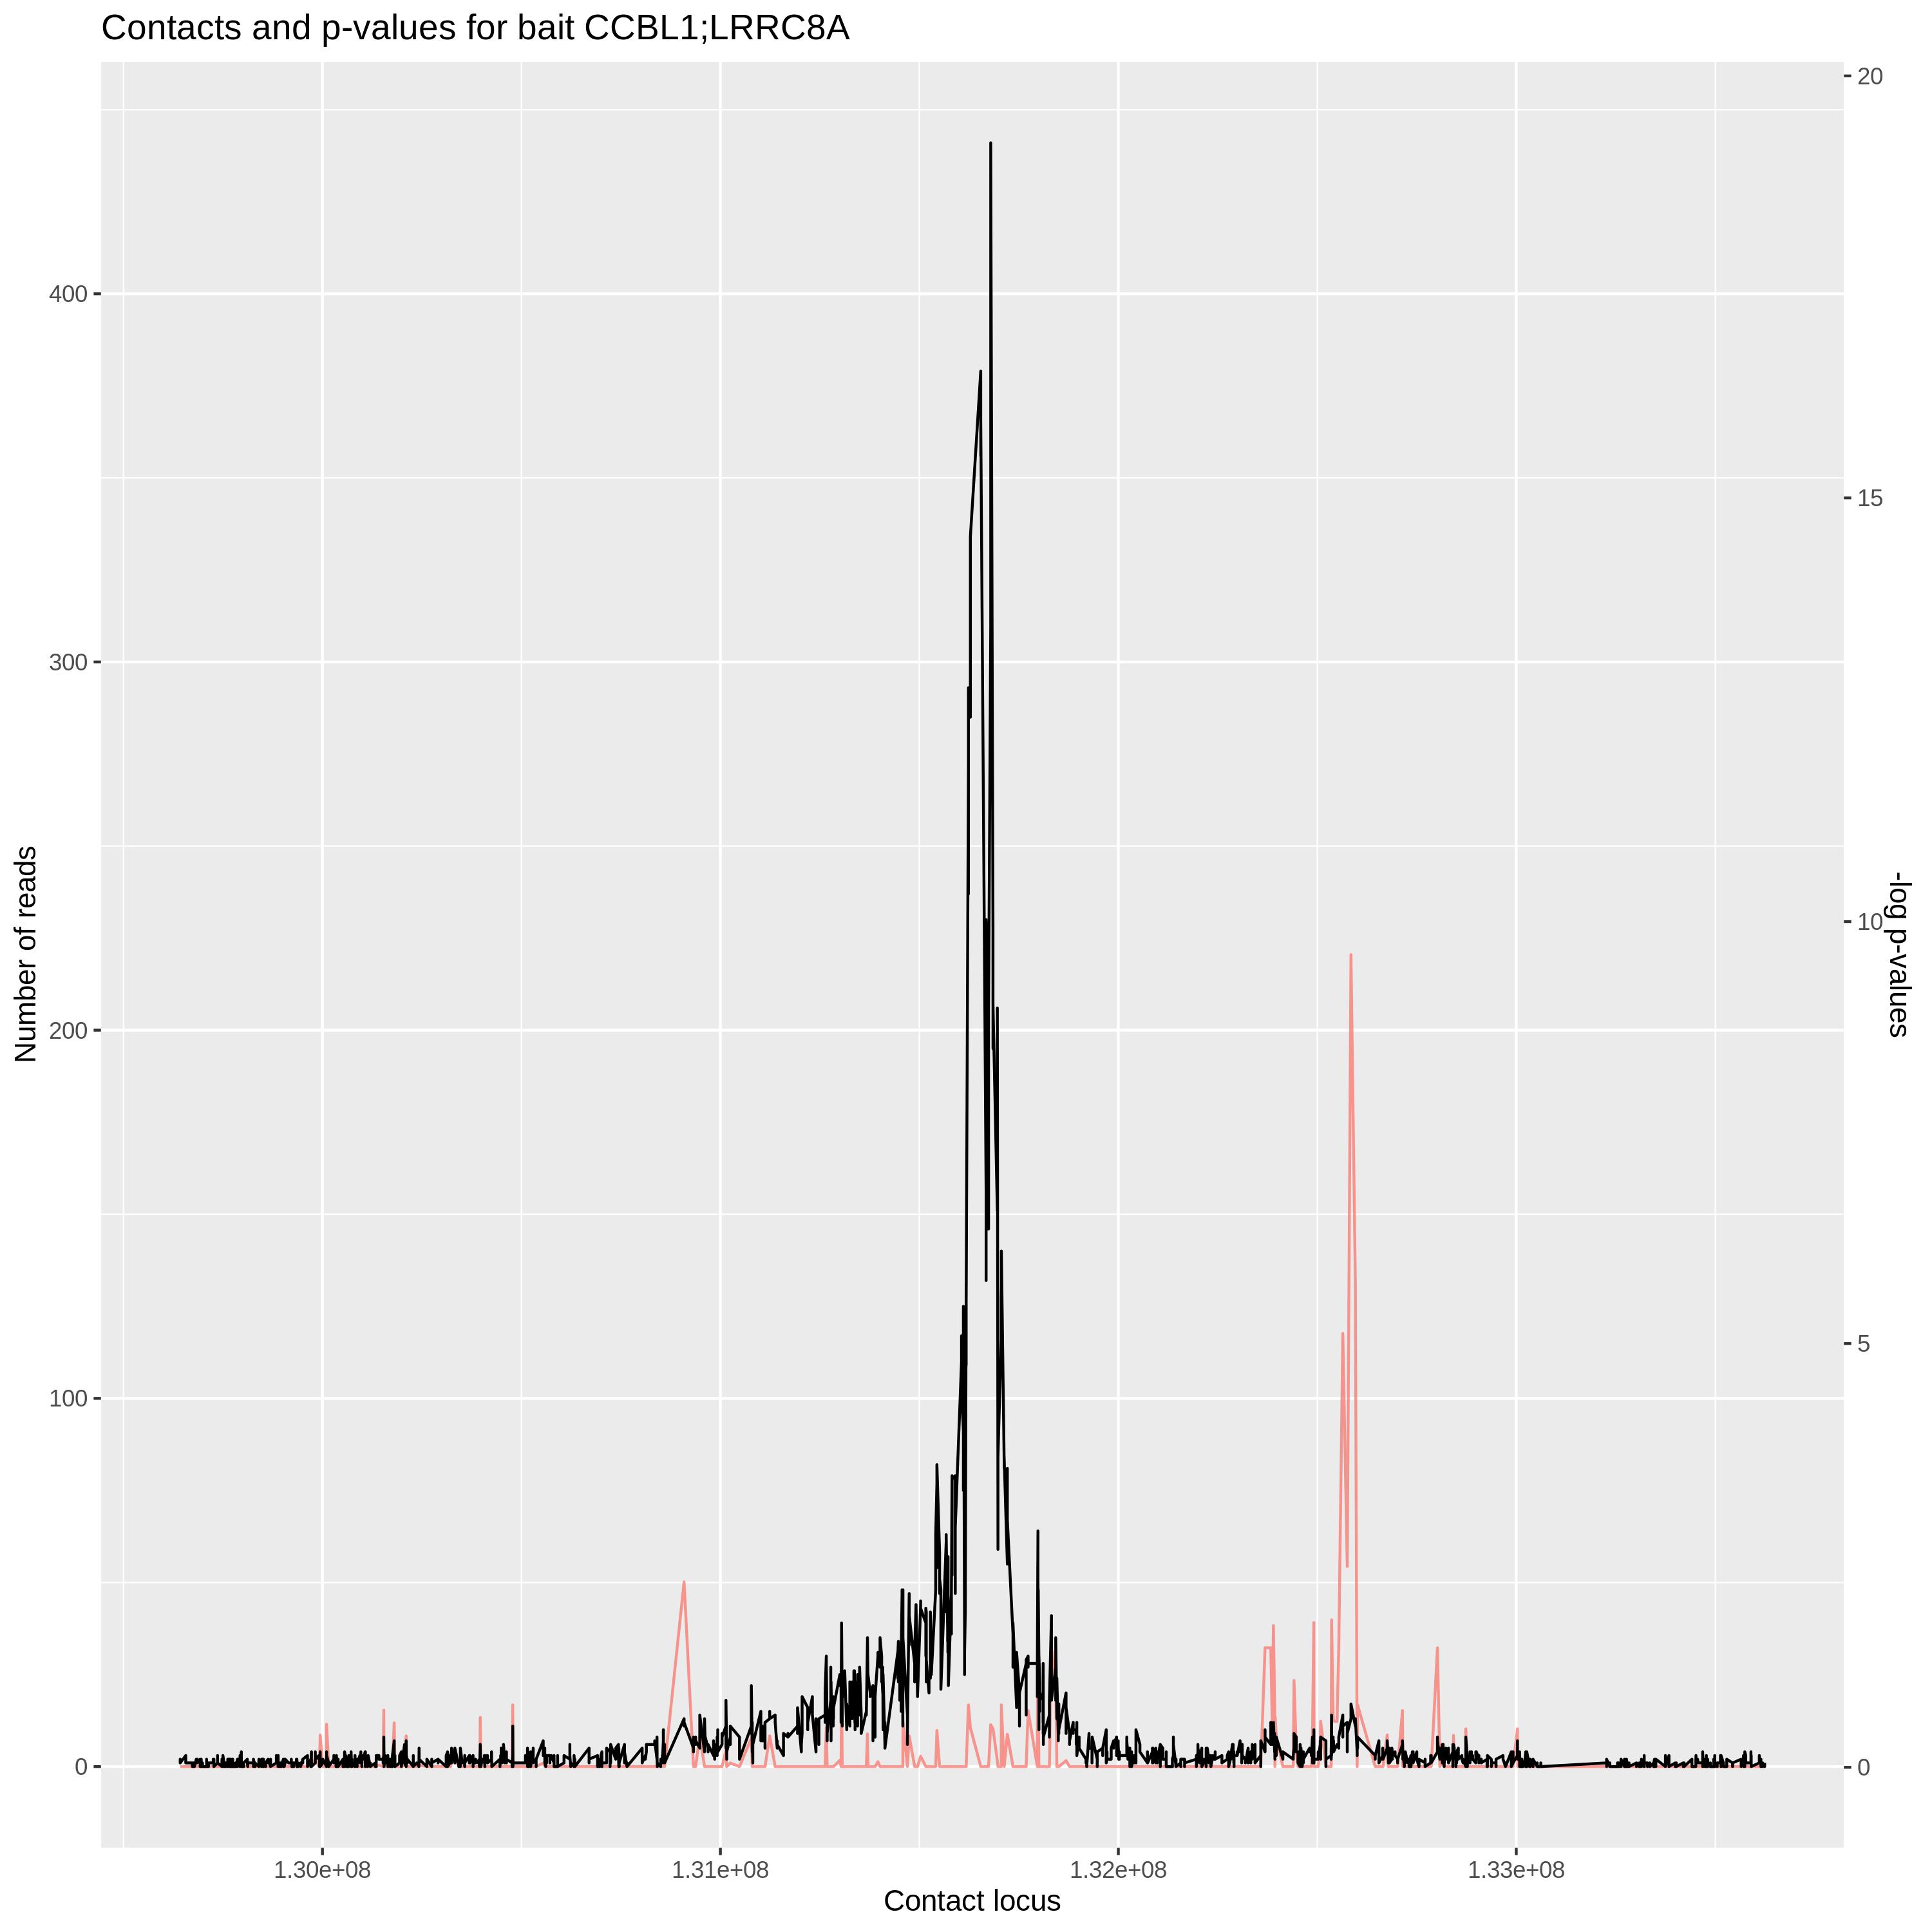 Contacts and p-values for bait CCBL1;LRRC8A
Number of reads
400
300
200
100
0
20
15
10
5
0
-log p-values
1.30e+08
1.31e+08
1.32e+08
1.33e+08
Contact locus